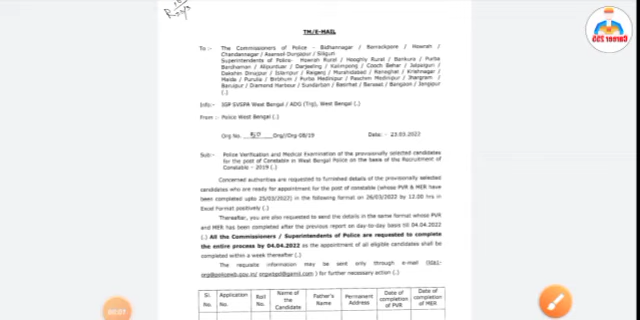 TM/E-MAIL
To :- The Commissioners of Police - Bidhannagar / Barrackpore / Howrah /
Chandannagar / Asansol Durgapur / Siliguri
Superintendents of Police - Howrah Rural / Hooghly Rural / Bankura / Purba
Bardhaman / Alipurduar / Darjeeling / Kalimpong / Cooch Behar / Jalpaiguri /
Dakshin Dinajpur / Islampur / Raiganj / Murshidabad / Ranaghat / Krishnagar /
Malda / Purulia / Birbhum / Purba Medinipur / Paschim Medinipur / Jhargram /
Baruipur / Diamond Harbour / Sundarban / Basirhat / Barasat / Bangaon / Jangipur
(.)
Info:- IGP SVSPA West Bengal / ADG (Trg), West Bengal (.)
From :- Police West Bengal (.)
Org No. Org/Org-08/19 Date:- 23.03.2022
Sub:- Police Verification and Medical Examination of the provisionally selected candidates
for the post of Constable in West Bengal Police on the basis of the Recruitment of
Constable - 2019 (.)
Concerned authorities are requested to furnished details of the provisionally selected
candidates who are ready for appointment for the post of constable (whose PVR & MER have
been completed upto 25/03/2022) in the following format on 26/03/2022 by 12.00 hrs in
Excel Format positively (.)
Thereafter, you are also requested to send the details in the same format whose PVR
and MER has been completed after the previous report on day-to-day basis till 04.04.2022
(.) All the Commissioners / Superintendents of Police are requested to complete
the entire process by 04.04.2022 as the appointment of all eligible candidates shall be
completed within a week thereafter (.)
The requisite information may be sent only through e-mail
for further necessary action (.)
Sl. No. Application No. Roll No. Name of the Candidate Father's Name Permanent Address Date of completion of PVR Date of completion of MER